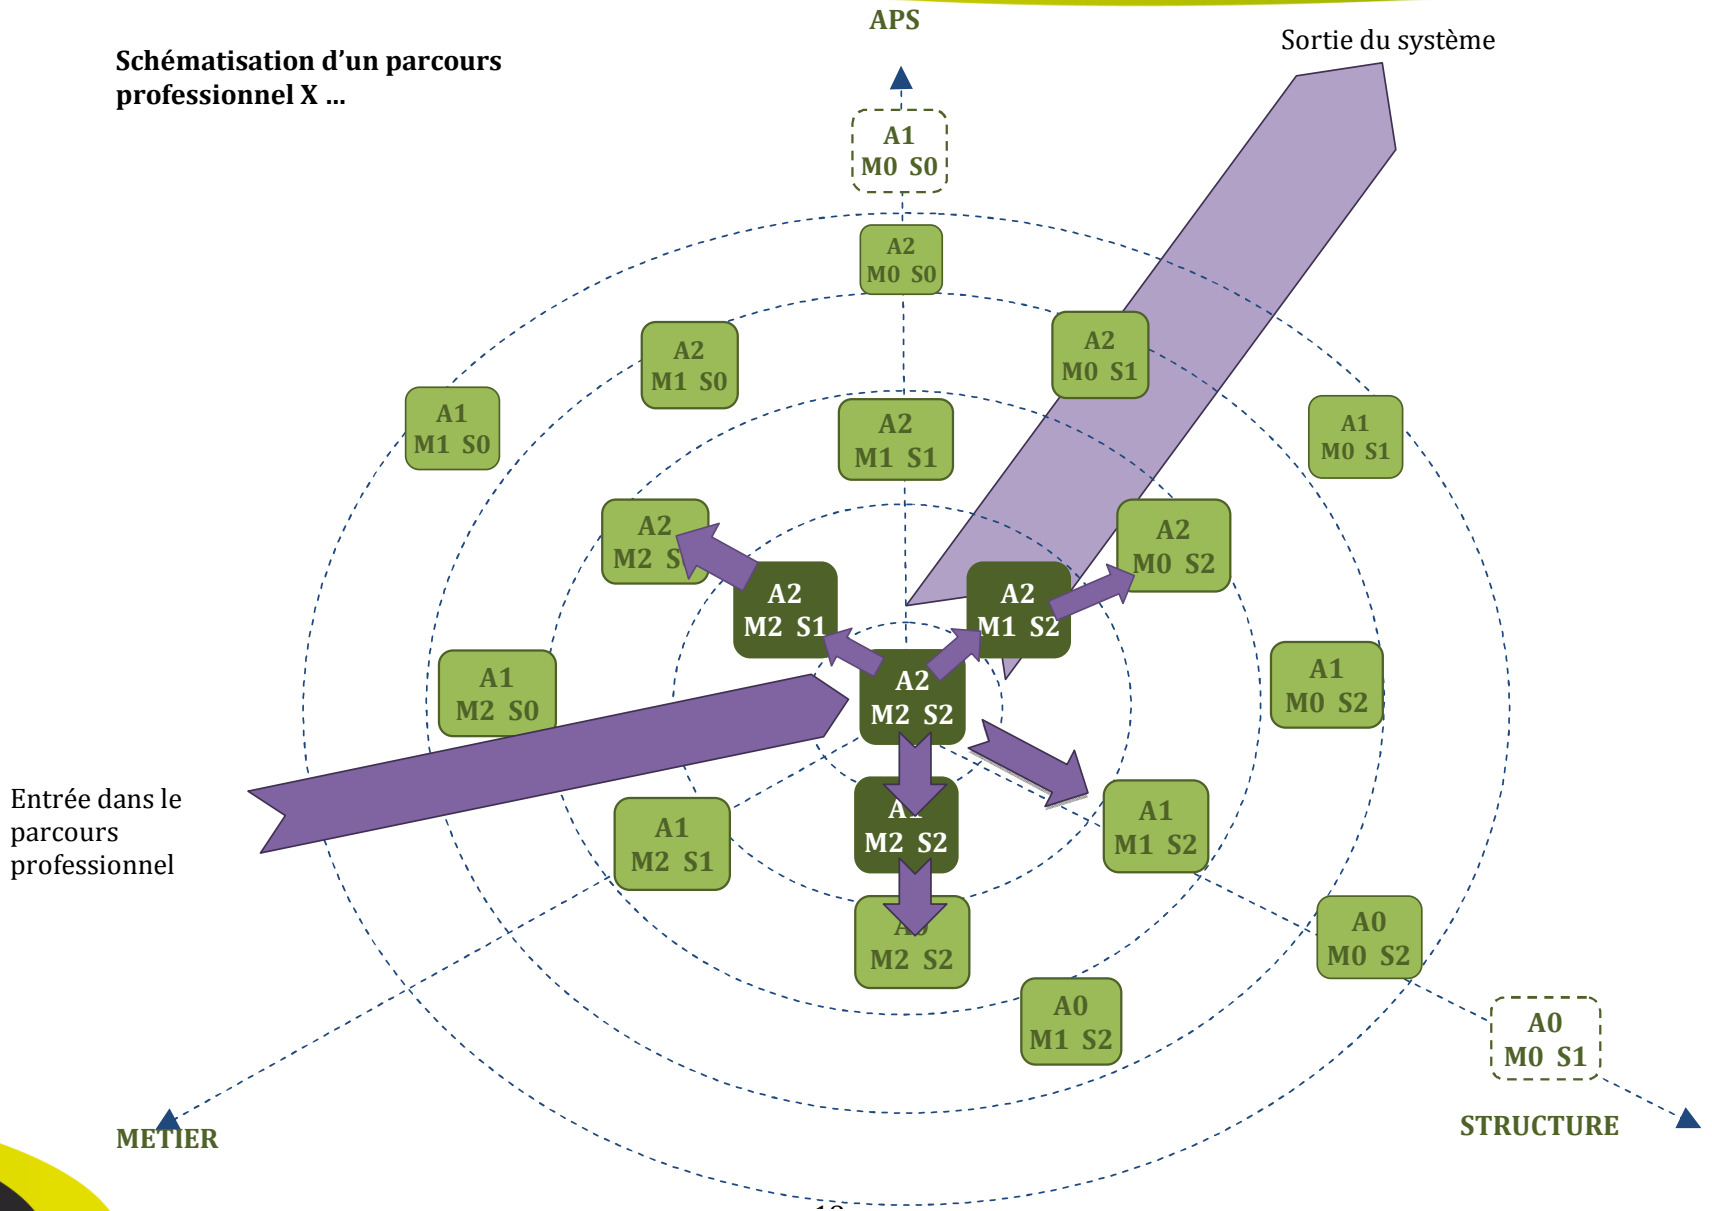 APS
Sortie du système
Schématisation d’un parcours
professionnel X ...
A1
M0 S0
A2
M0 S0
A2
M1 S0
A2
M0 S1
A1
M1 S0
A2
M1 S1
A1
M0 S1
A2
M2 S
A2
M0 S2
A2
M2 S1
A2
M1 S2
A1
M2 S0
A2
M2 S2
A1
M0 S2
Entrée dans le
parcours
professionnel
A1
M2 S1
M2 S2
A1
M1 S2
M2 S2
A0
M0 S2
A0
M1 S2
A0
M0 S1
METIER
STRUCTURE